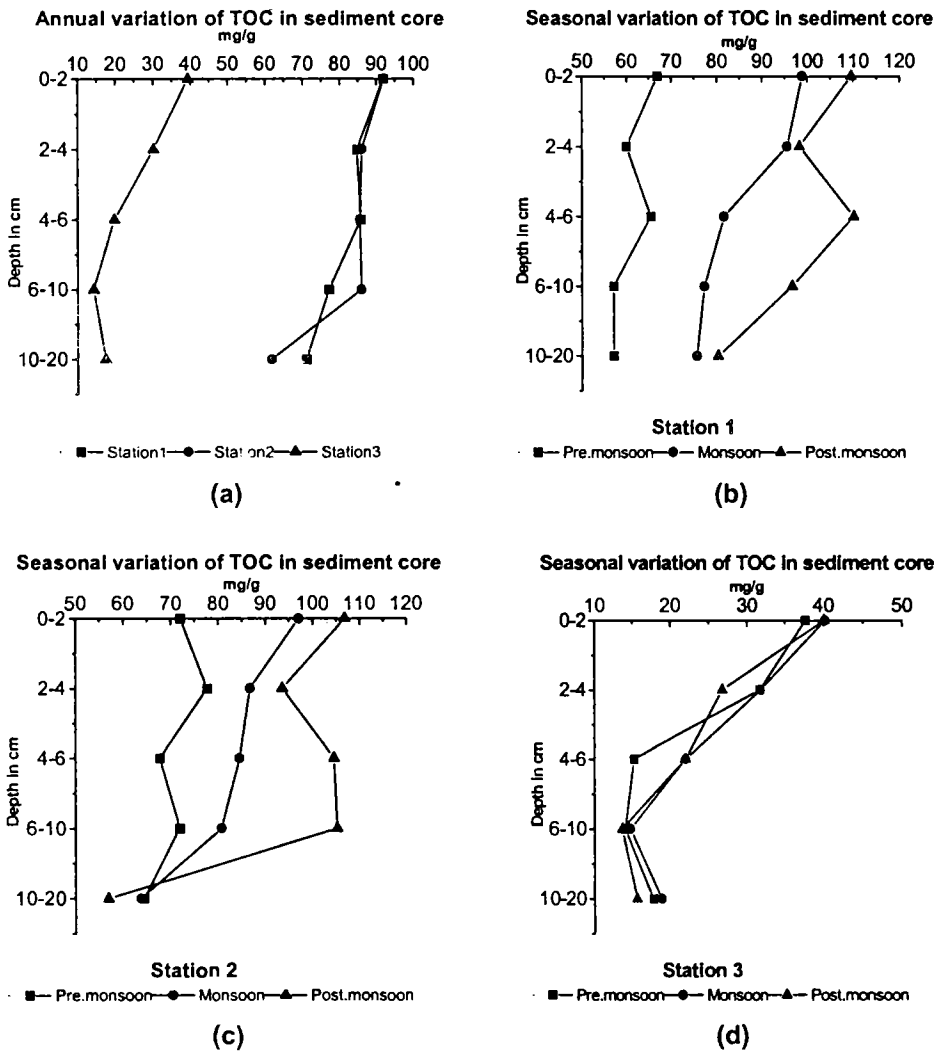 Annual variation of TOC in sediment core
mg/g
10 20 30 40 50 60 70 80 90 100
0-2
2-4
4-6
6-10
10-20
Depth in cm
Station1 Station2 Station3
(a)
Seasonal variation of TOC in sediment core
mg/g
50 60 70 80 90 100 110 120
0-2
2-4
4-6
6-10
10-20
Depth in cm
Station 1
Pre.monsoon Monsoon Post.monsoon
(b)
Seasonal variation of TOC in sediment core
mg/g
50 60 70 80 90 100 110 120
0-2
2-4
4-6
6-10
10-20
Depth in cm
Station 2
Pre.monsoon Monsoon Post.monsoon
(c)
Seasonal variation of TOC in sediment core
mg/g
10 20 30 40 50
0-2
2-4
4-6
6-10
10-20
Depth in cm
Station 3
Pre.monsoon Monsoon Post.monsoon
(d)